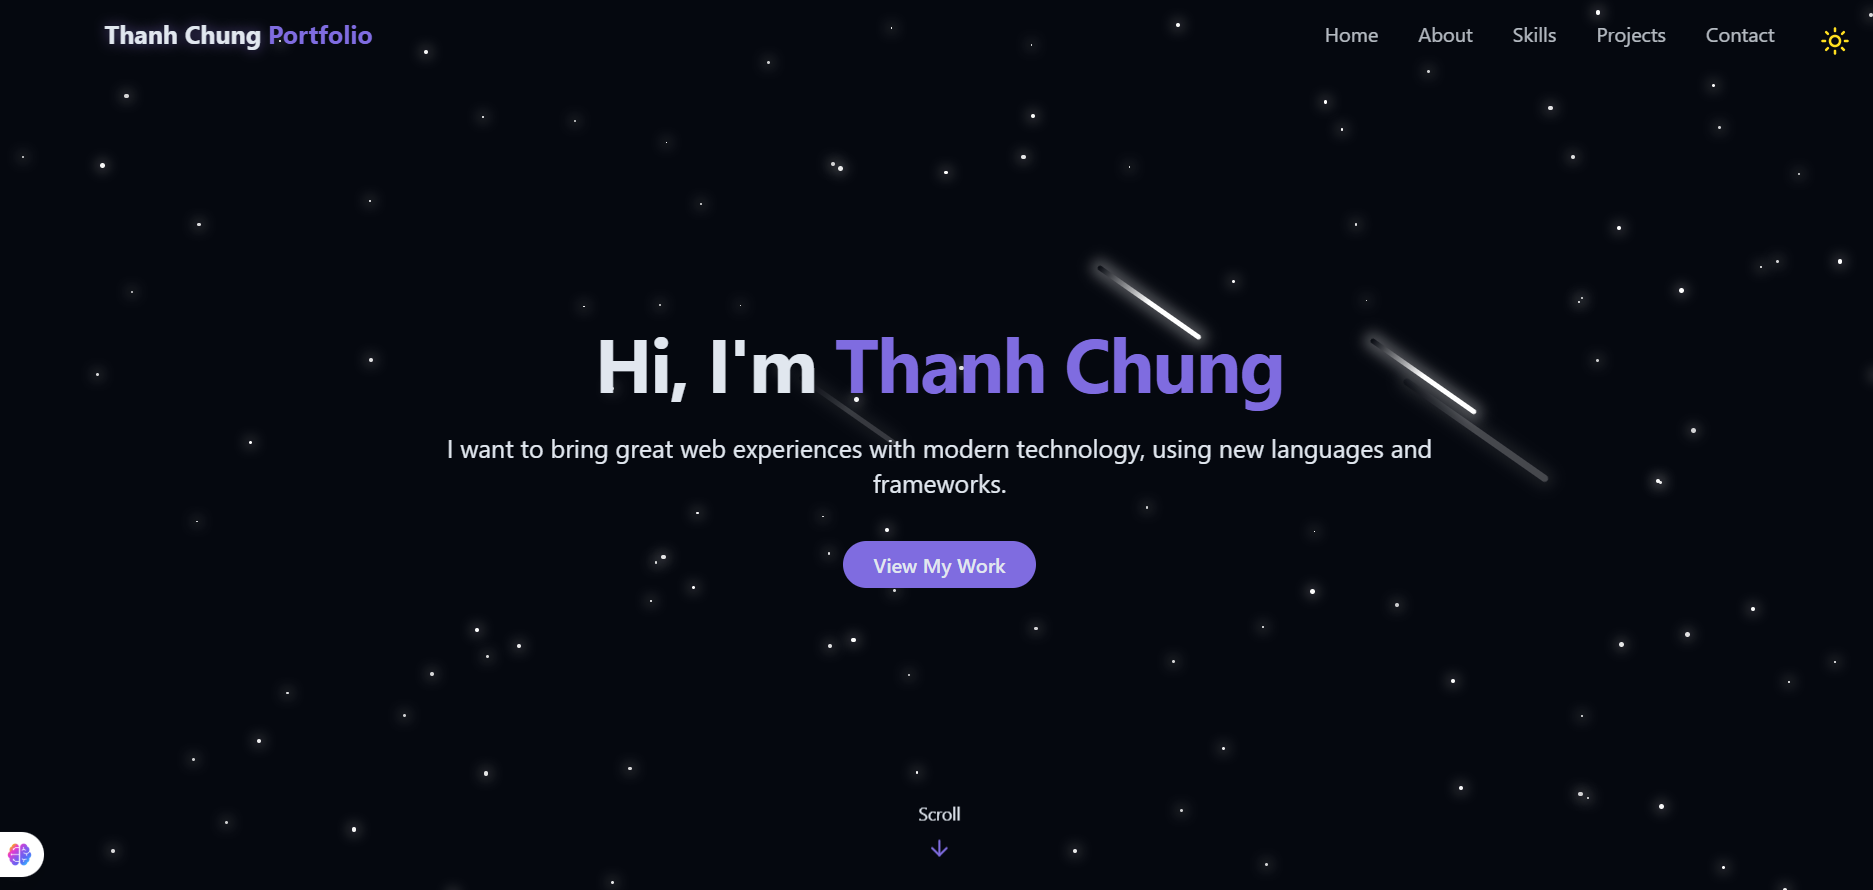 Thanh Chung Portfolio
Home About Skills Projects Contact
Hi, I'm Thanh Chung
I want to bring great web experiences with modern technology, using new languages and
frameworks.
View My Work
Scroll